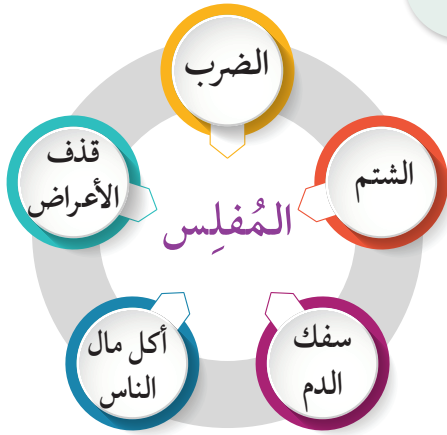 الضرب
الشتم
قذف
الأعراض
المُفلِس
سفك
الدم
أكل مال
الناس